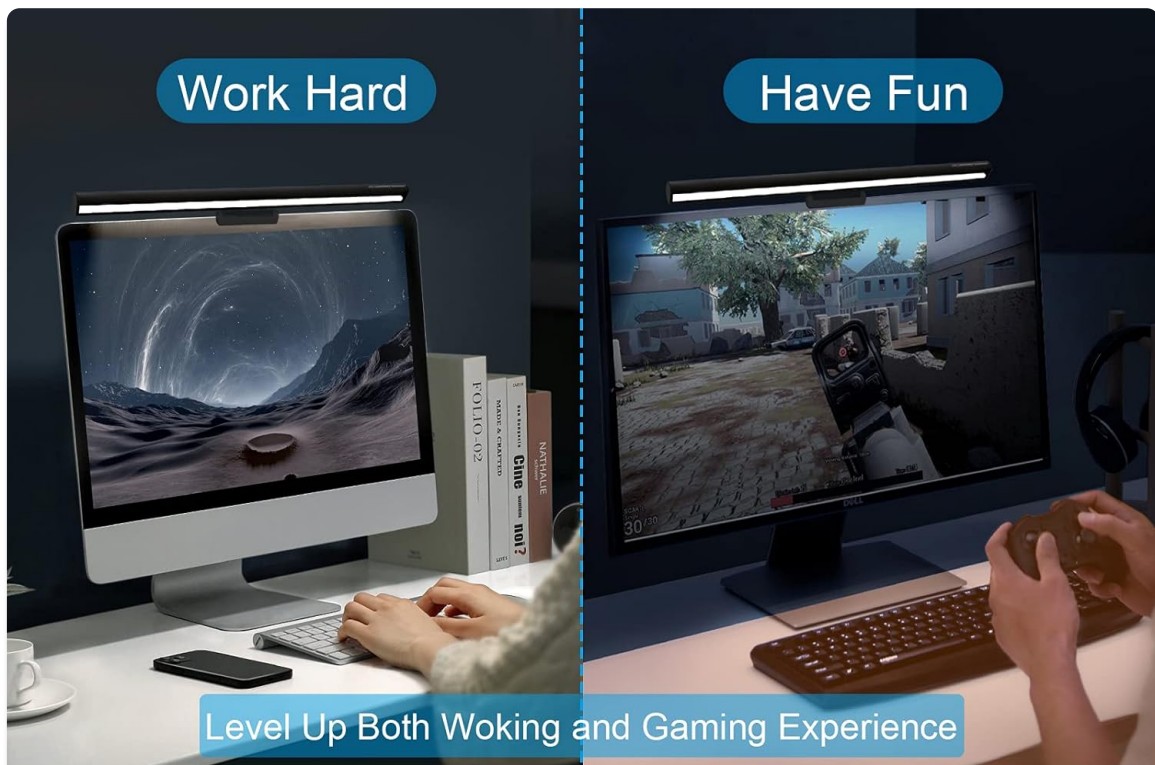 Work Hard
Have Fun
FOLIO-02
MADE & CRAFTED
Cine
women
noi?
NATHALIE
30/30
DELL
Level Up Both Woking and Gaming Experience